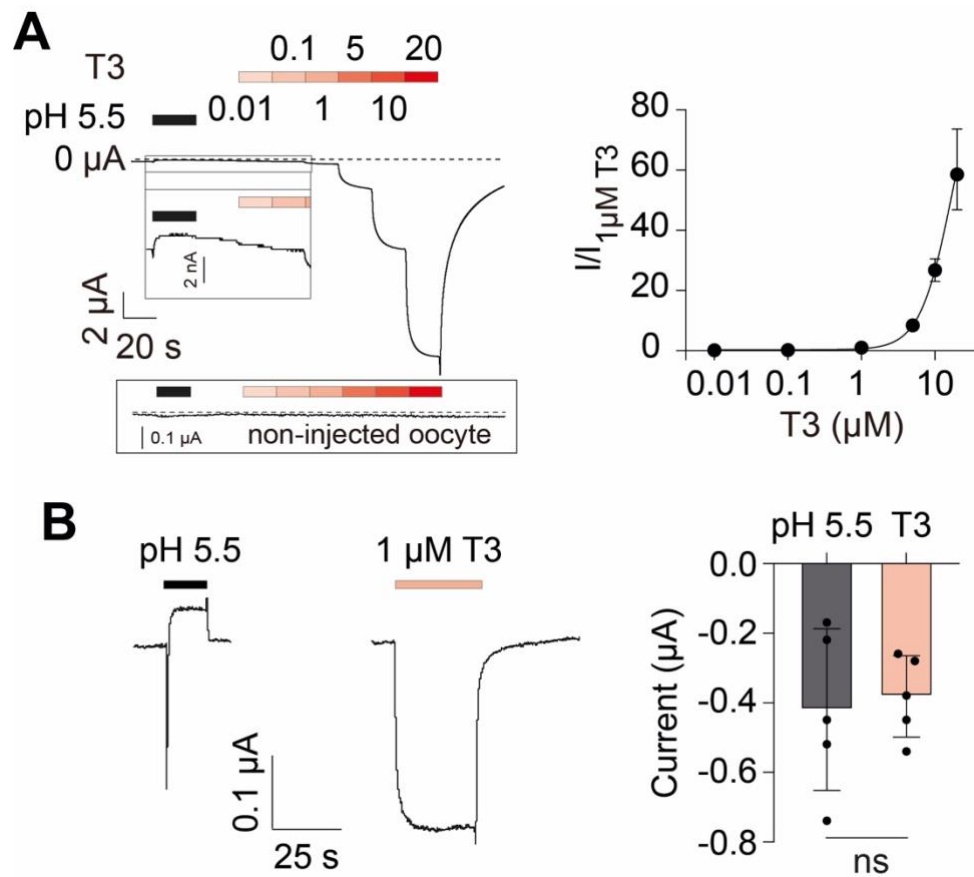 A
T3
0.1 5 20
0.01 1 10
pH 5.5
0 µA
2 nA
2 µA
20 s
0.1 µA
non-injected oocyte
I/I1µM T3
80
60
40
20
0
0.01 0.1 1 10
T3 (µM)
B
pH 5.5
1 µM T3
0.1 µA
25 s
pH 5.5 T3
Current (µA)
0.0
-0.2
-0.4
-0.6
-0.8
ns